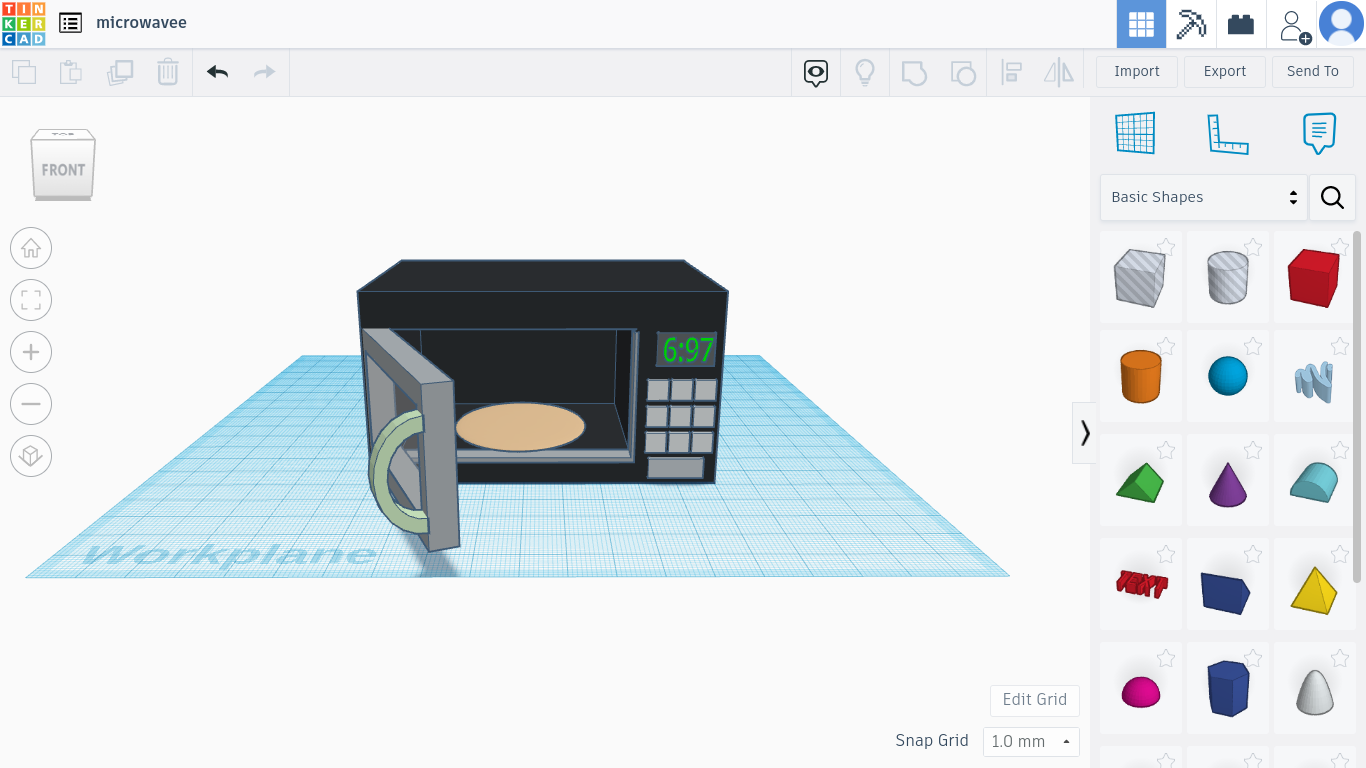 TIN
KER
CAD
microwavee
Import
Export
Send To
TOP
FRONT
Basic Shapes
6:97
TEXT
Workplane
Edit Grid
Snap Grid
1.0 mm